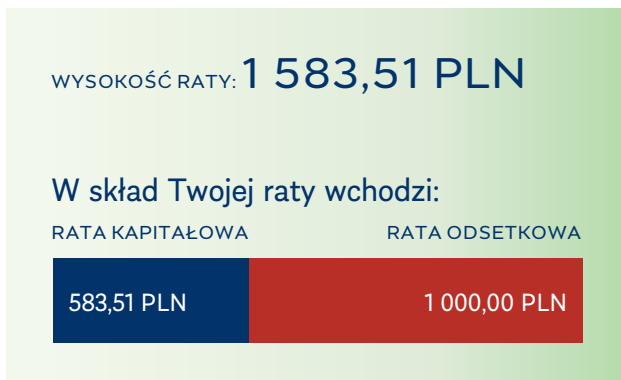 WYSOKOŚĆ RATY: 1 583,51 PLN
W skład Twojej raty wchodzi:
RATA KAPITAŁOWA RATA ODSETKOWA
583,51 PLN 1 000,00 PLN